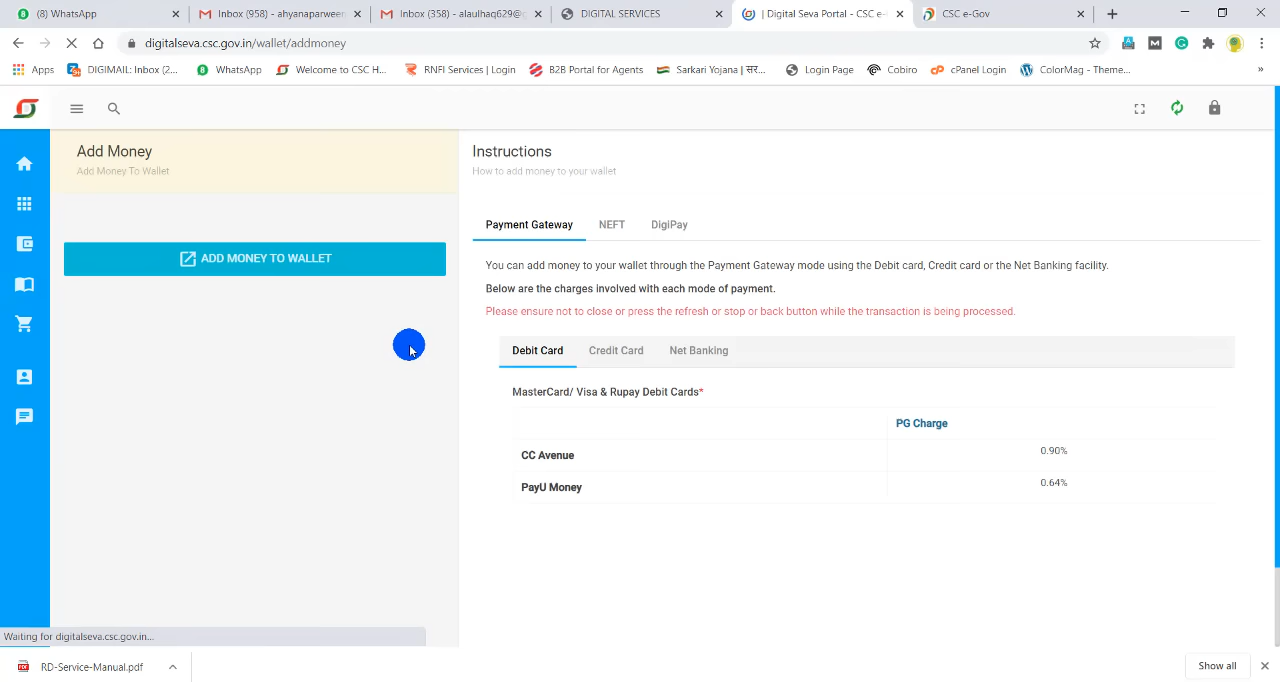 (8) WhatsApp
Inbox (958) - ahyanaparween
Inbox (358) - alaulhaq629@
DIGITAL SERVICES
| Digital Seva Portal - CSC e-
CSC e-Gov
digitalseva.csc.gov.in/wallet/addmoney
Apps
DIGIMAIL: Inbox (2...
WhatsApp
Welcome to CSC H...
RNFI Services | Login
B2B Portal for Agents
Sarkari Yojana | सर...
Login Page
Cobiro
cPanel Login
ColorMag - Theme...
»
Add Money
Add Money To Wallet
ADD MONEY TO WALLET
Instructions
How to add money to your wallet
Payment Gateway NEFT DigiPay
You can add money to your wallet through the Payment Gateway mode using the Debit card, Credit card or the Net Banking facility.
Below are the charges involved with each mode of payment.
Please ensure not to close or press the refresh or stop or back button while the transaction is being processed.
Debit Card Credit Card Net Banking
MasterCard/ Visa & Rupay Debit Cards*
PG Charge
CC Avenue 0.90%
PayU Money 0.64%
Waiting for digitalseva.csc.gov.in...
RD-Service-Manual.pdf
Show all